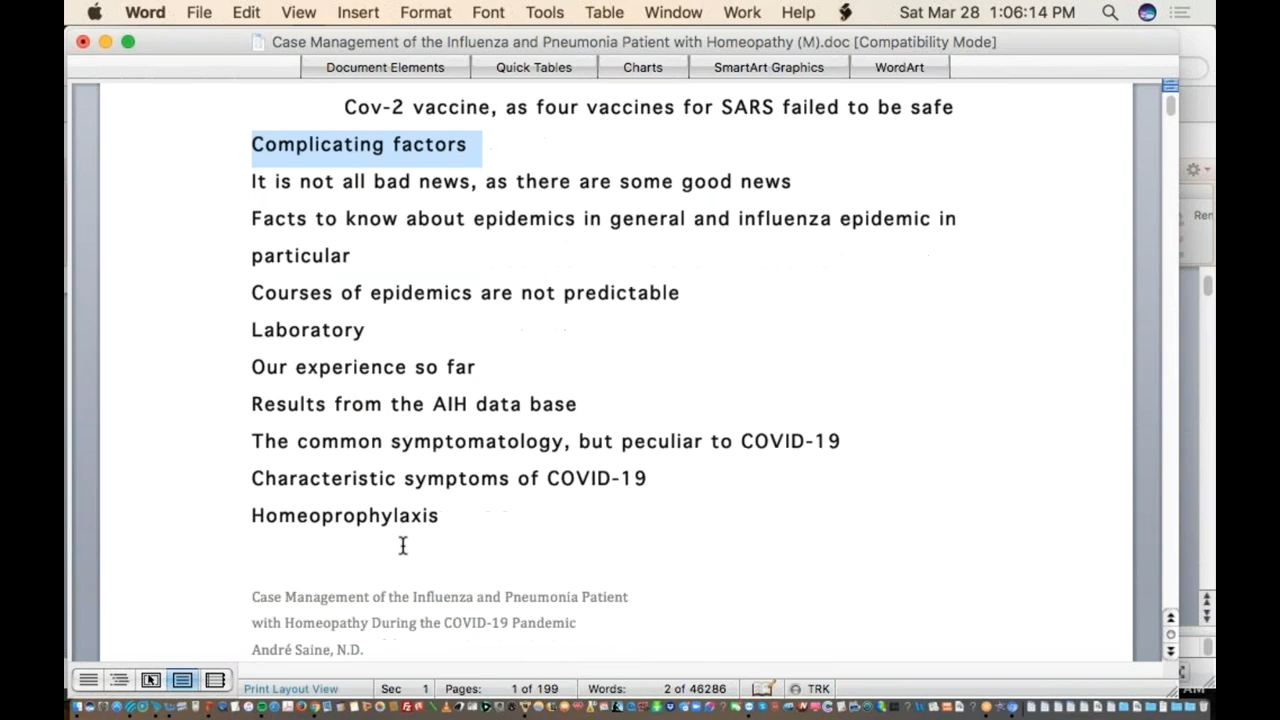 Word File Edit View Insert Format Font Tools Table Window Work Help Sat Mar 28 1:06:14 PM
Case Management of the Influenza and Pneumonia Patient with Homeopathy (M).doc [Compatibility Mode]
Document Elements Quick Tables Charts SmartArt Graphics WordArt
Cov-2 vaccine, as four vaccines for SARS failed to be safe
Complicating factors
It is not all bad news, as there are some good news
Facts to know about epidemics in general and influenza epidemic in
particular
Courses of epidemics are not predictable
Laboratory
Our experience so far
Results from the AIH data base
The common symptomatology, but peculiar to COVID-19
Characteristic symptoms of COVID-19
Homeoprophylaxis
Case Management of the Influenza and Pneumonia Patient
with Homeopathy During the COVID-19 Pandemic
André Saine, N.D.
Print Layout View Sec 1 Pages: 1 of 199 Words: 2 of 46286 TRK